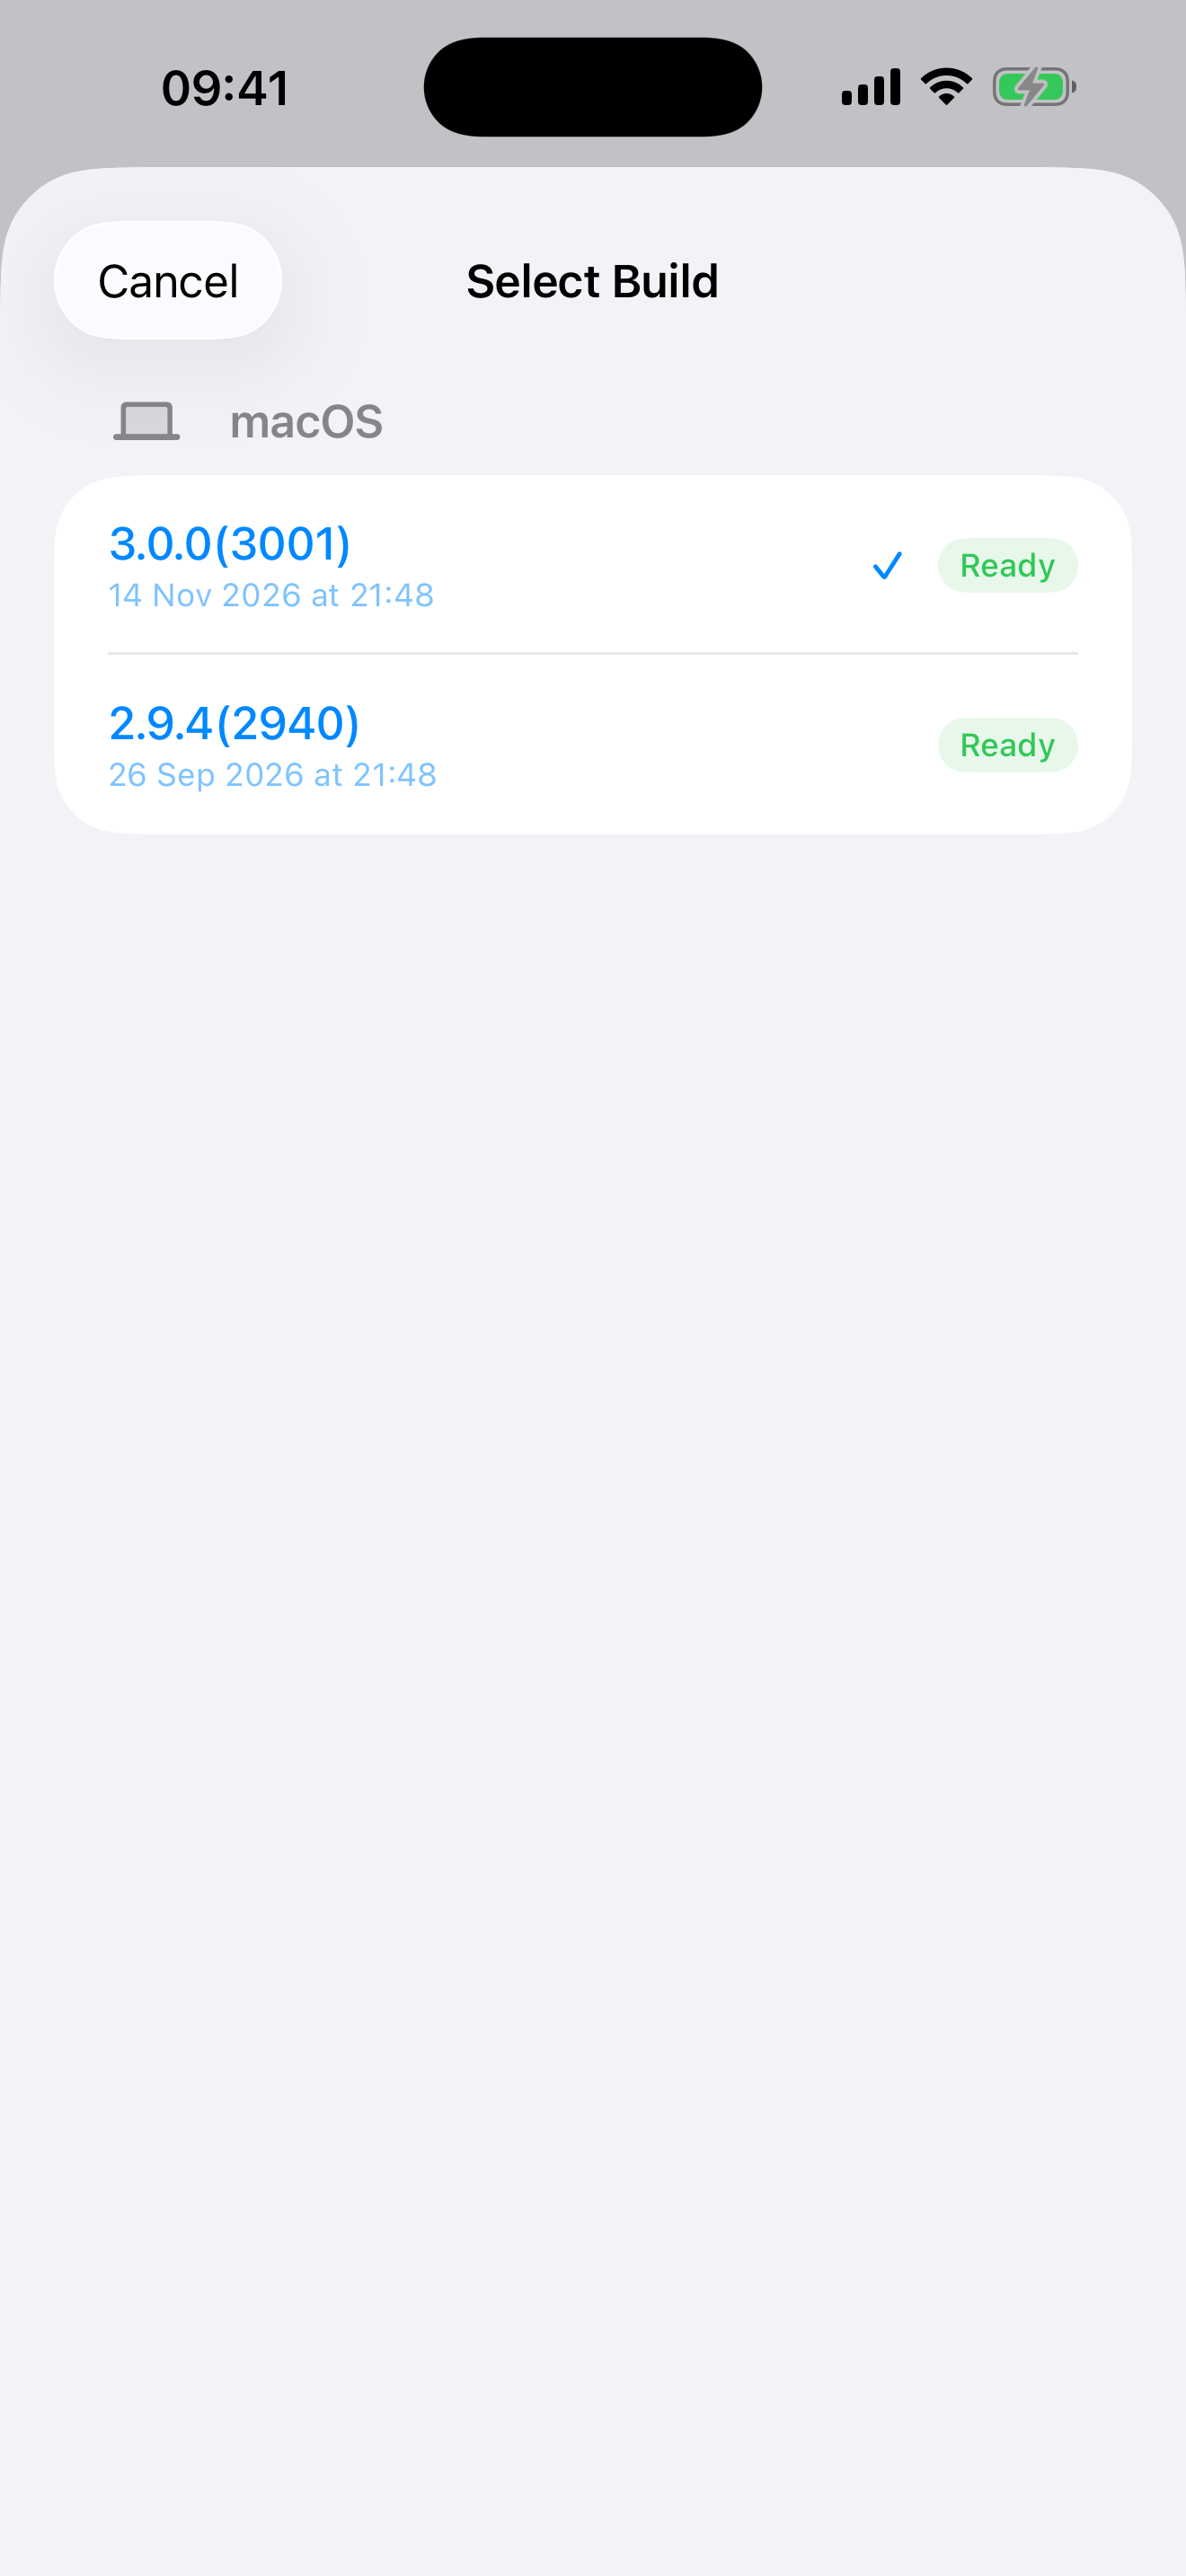 09:41
Cancel
Select Build
macOS
3.0.0(3001)
14 Nov 2026 at 21:48
Ready
2.9.4(2940)
26 Sep 2026 at 21:48
Ready